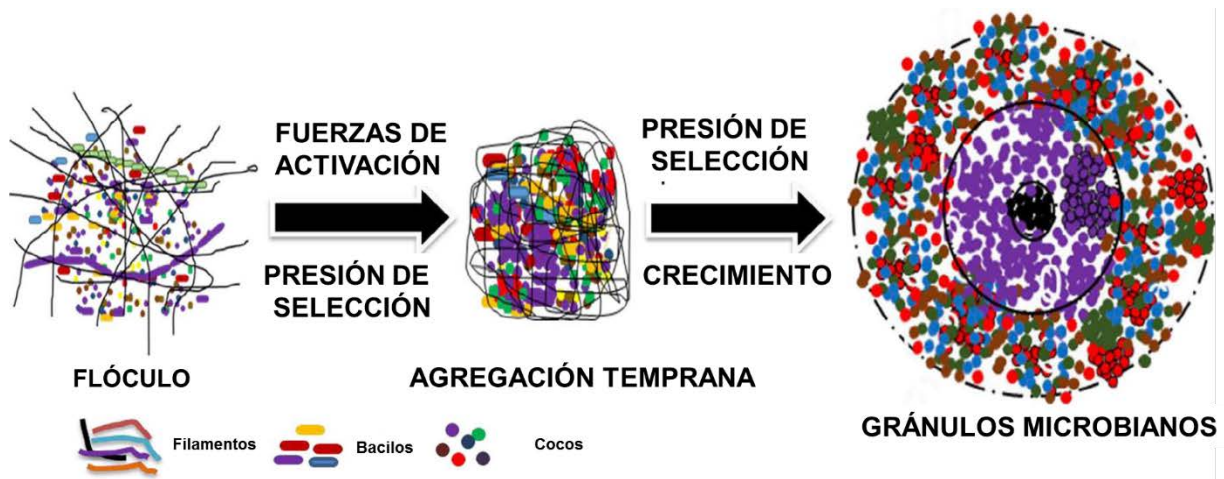 FUERZAS DE
ACTIVACIÓN
PRESIÓN DE
SELECCIÓN
PRESIÓN DE
SELECCIÓN
CRECIMIENTO
FLÓCULO
AGREGACIÓN TEMPRANA
GRÁNULOS MICROBIANOS
Filamentos
Bacilos
Cocos